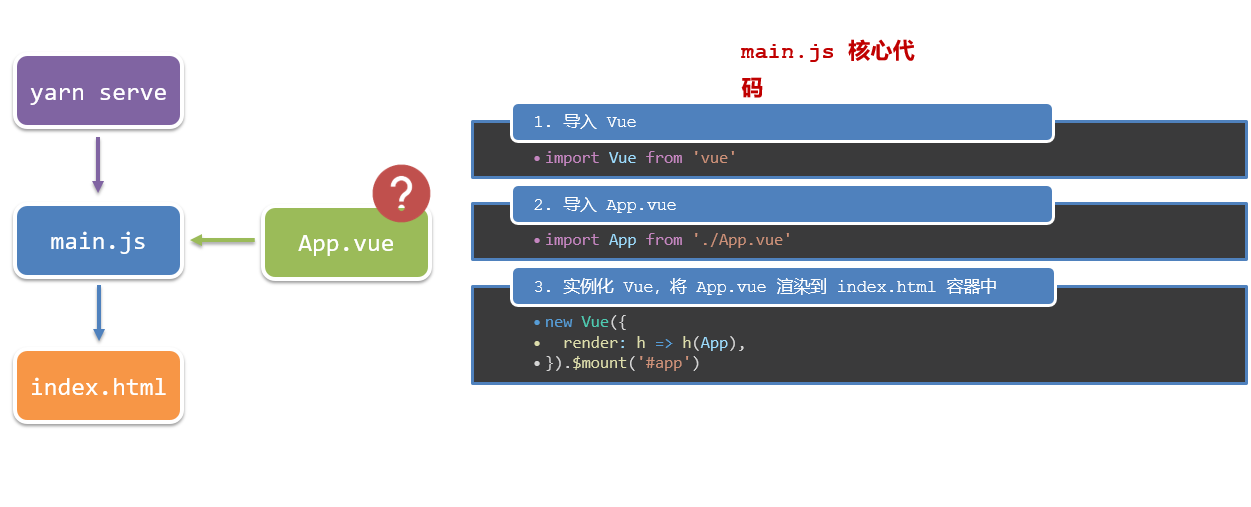 yarn serve
main.js
App.vue
?
index.html
main.js 核心代
码
1. 导入 Vue
• import Vue from 'vue'
2. 导入 App.vue
• import App from './App.vue'
3. 实例化 Vue, 将 App.vue 渲染到 index.html 容器中
• new Vue({
• render: h => h(App),
• }).$mount('#app')